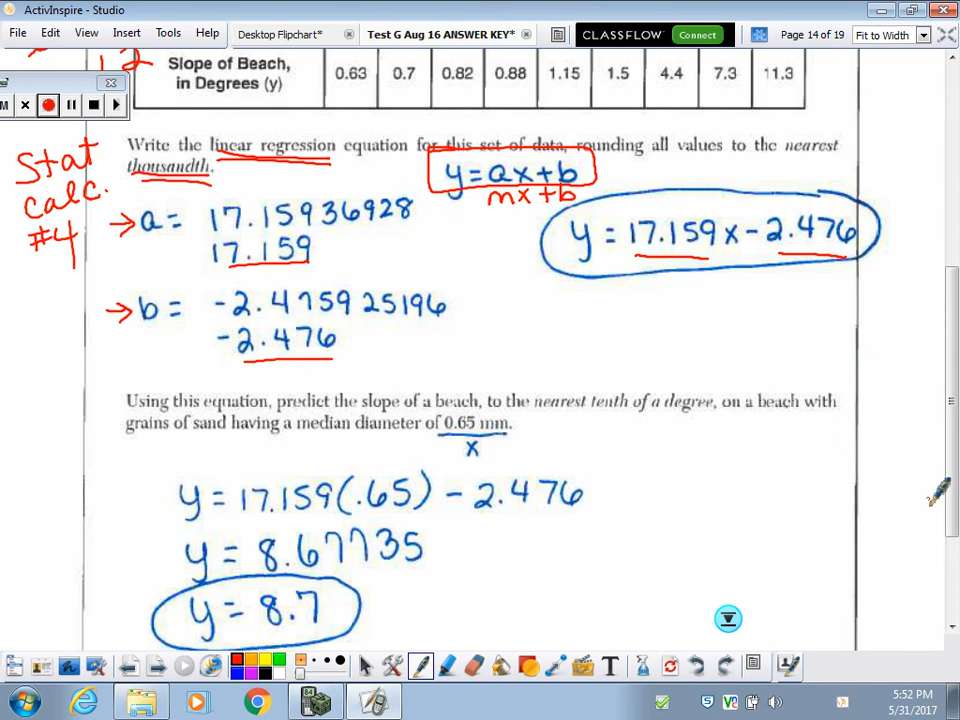 ActivInspire - Studio
File Edit View Insert Tools Help Desktop Flipchart* Test G Aug 16 ANSWER KEY* CLASSFLOW Connect Page 14 of 19 Fit to Width
12
Slope of Beach, in Degrees (y) 0.63 0.7 0.82 0.88 1.15 1.5 4.4 7.3 11.3
M
Write the linear regression equation for this set of data, rounding all values to the nearest
thousandth.
Stat
calc.
#4
y = ax + b
mx + b
→ a = 17.15936928
17.159
y = 17.159x - 2.476
→ b = -2.475925196
-2.476
Using this equation, predict the slope of a beach, to the nearest tenth of a degree, on a beach with
grains of sand having a median diameter of 0.65 mm.
x
y = 17.159(.65) - 2.476
y = 8.67735
y = 8.7
5:52 PM
5/31/2017